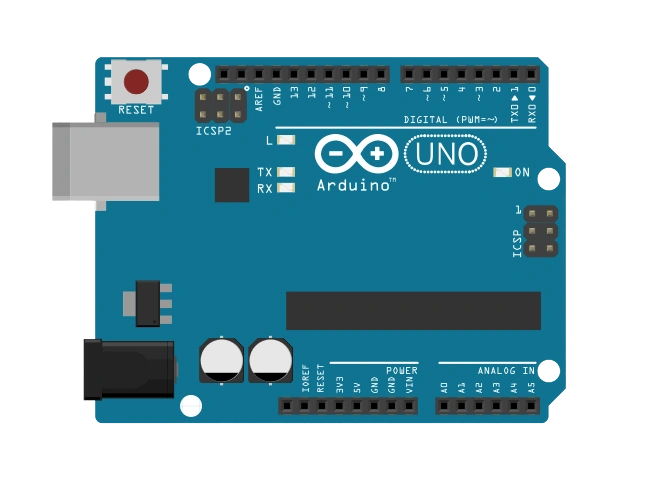 RESET
ICSP2
AREF
GND
13
12
~11
~10
~9
8
7
~6
~5
4
~3
2
TX0▶1
RX0◀0
DIGITAL (PWM=~)
L
TX
RX
Arduino™
UNO
ON
1
ICSP
POWER
ANALOG IN
IOREF
RESET
3V3
5V
GND
GND
VIN
A0
A1
A2
A3
A4
A5